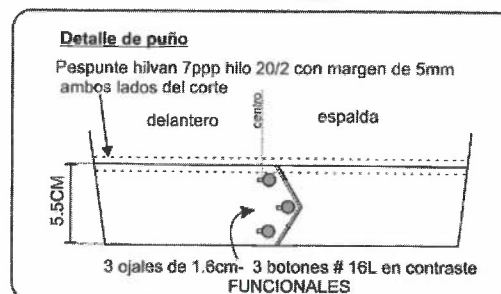 Detalle de puño
Pespunte hilvan 7ppp hilo 20/2 con margen de 5mm
ambos lados del corte
delantero
centro
espalda
5.5CM
3 ojales de 1.6cm- 3 botones # 16L en contraste
FUNCIONALES